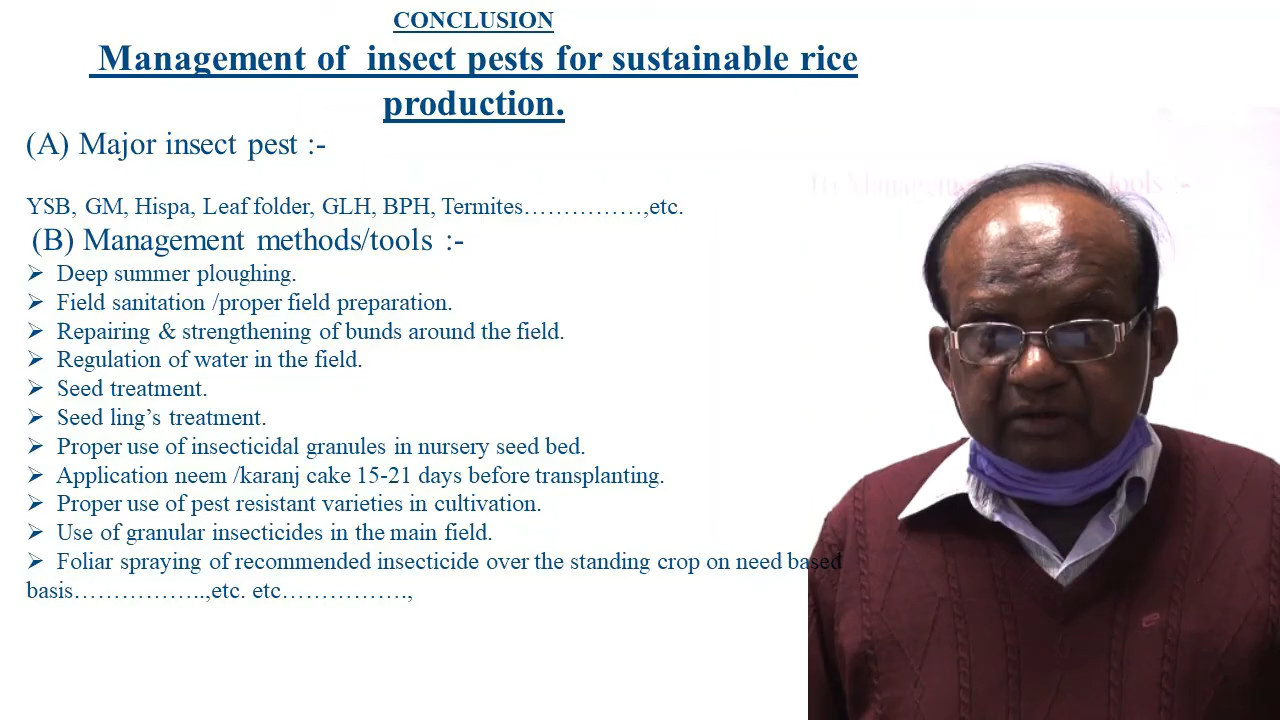 CONCLUSION
Management of insect pests for sustainable rice
production.
(A) Major insect pest :-
YSB, GM, Hispa, Leaf folder, GLH, BPH, Termites……………,etc.
(B) Management methods/tools :-
➢ Deep summer ploughing.
➢ Field sanitation /proper field preparation.
➢ Repairing & strengthening of bunds around the field.
➢ Regulation of water in the field.
➢ Seed treatment.
➢ Seed ling’s treatment.
➢ Proper use of insecticidal granules in nursery seed bed.
➢ Application neem /karanj cake 15-21 days before transplanting.
➢ Proper use of pest resistant varieties in cultivation.
➢ Use of granular insecticides in the main field.
➢ Foliar spraying of recommended insecticide over the standing crop on need based
basis……………..,etc. etc…………….,